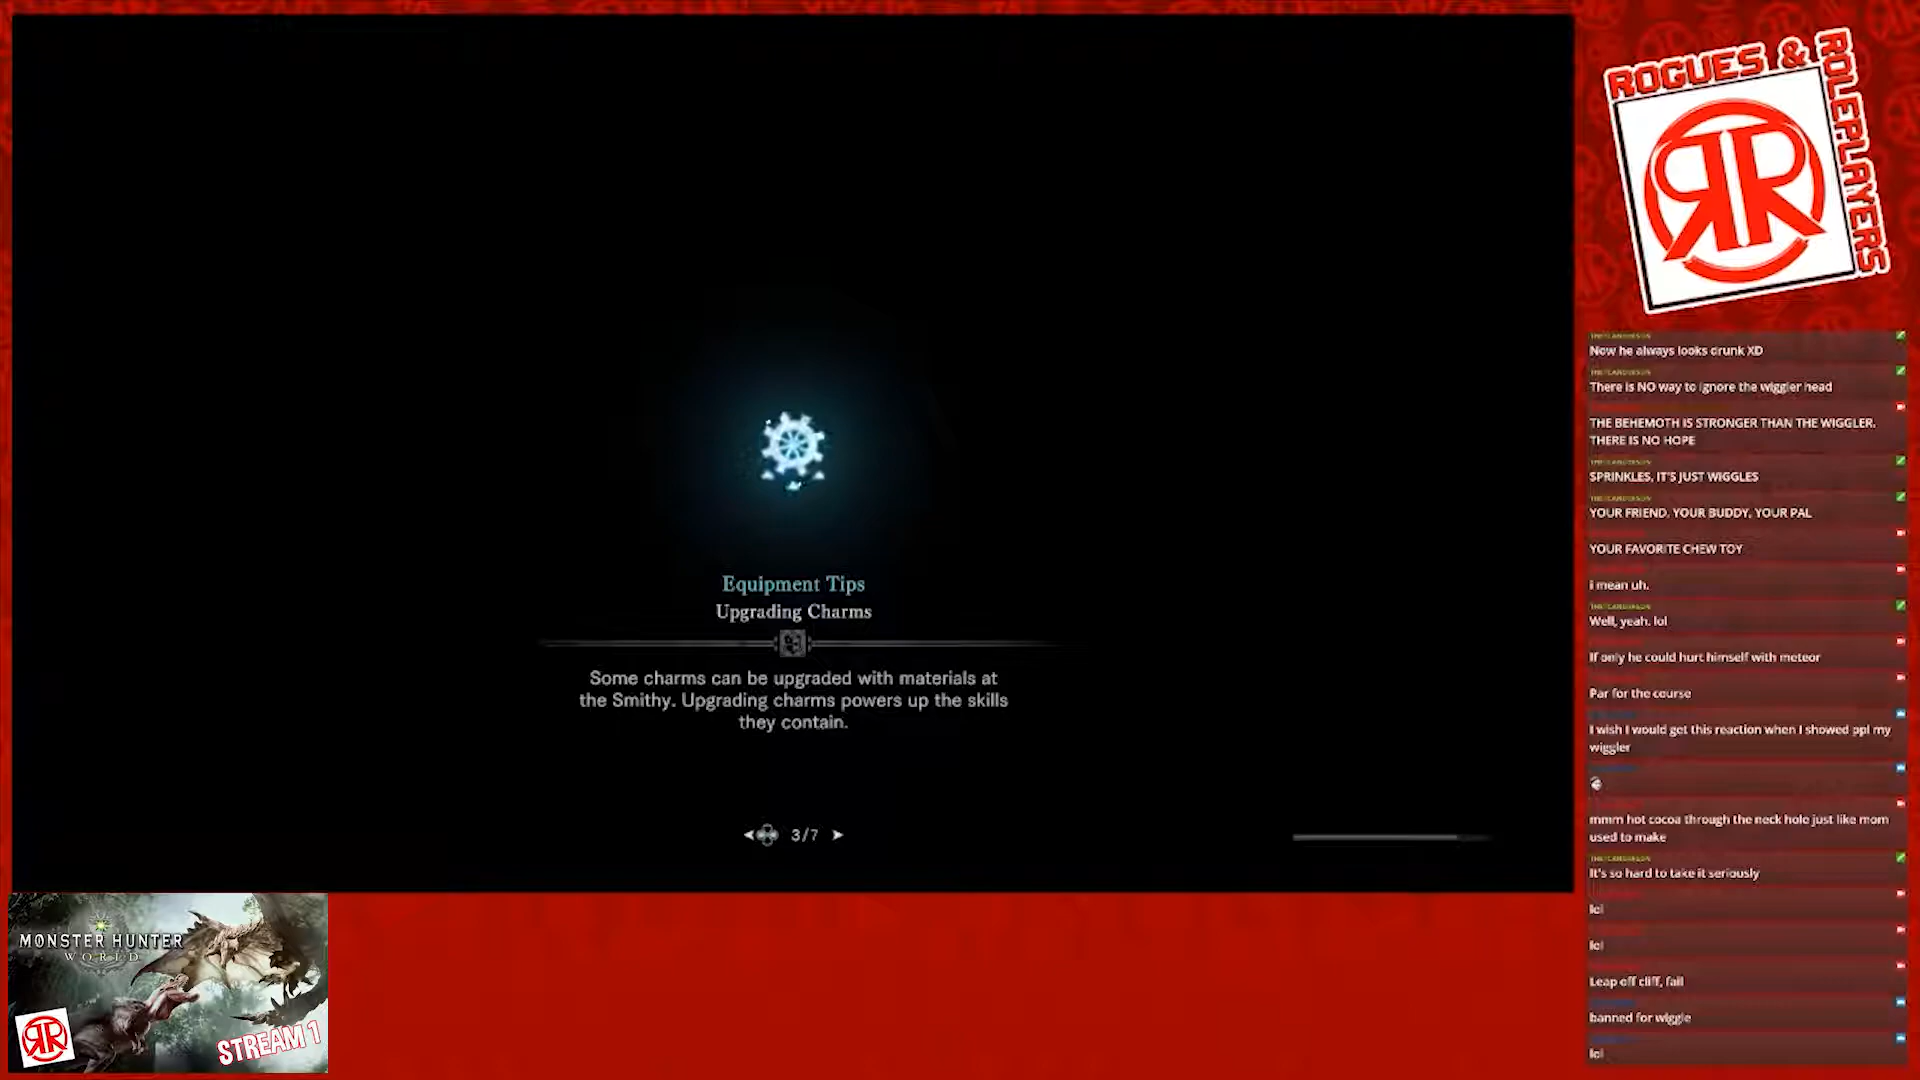 ROGUES & ROLEPLAYERS
RR
Now he always looks drunk XD
There is NO way to ignore the wiggler head
THE BEHEMOTH IS STRONGER THAN THE WIGGLER.
THERE IS NO HOPE
SPRINKLES, IT'S JUST WIGGLES
YOUR FRIEND, YOUR BUDDY, YOUR PAL
YOUR FAVORITE CHEW TOY
i mean uh.
Well, yeah. lol
If only he could hurt himself with meteor
Par for the course
I wish I would get this reaction when I showed ppl my
wiggler
mmm hot cocoa through the neck hole just like mom
used to make
It's so hard to take it seriously
lol
lol
Leap off cliff, fail
banned for wiggle
lol
Equipment Tips
Upgrading Charms
Some charms can be upgraded with materials at
the Smithy. Upgrading charms powers up the skills
they contain.
3/7
MONSTER HUNTER
WORLD
RR
STREAM 1